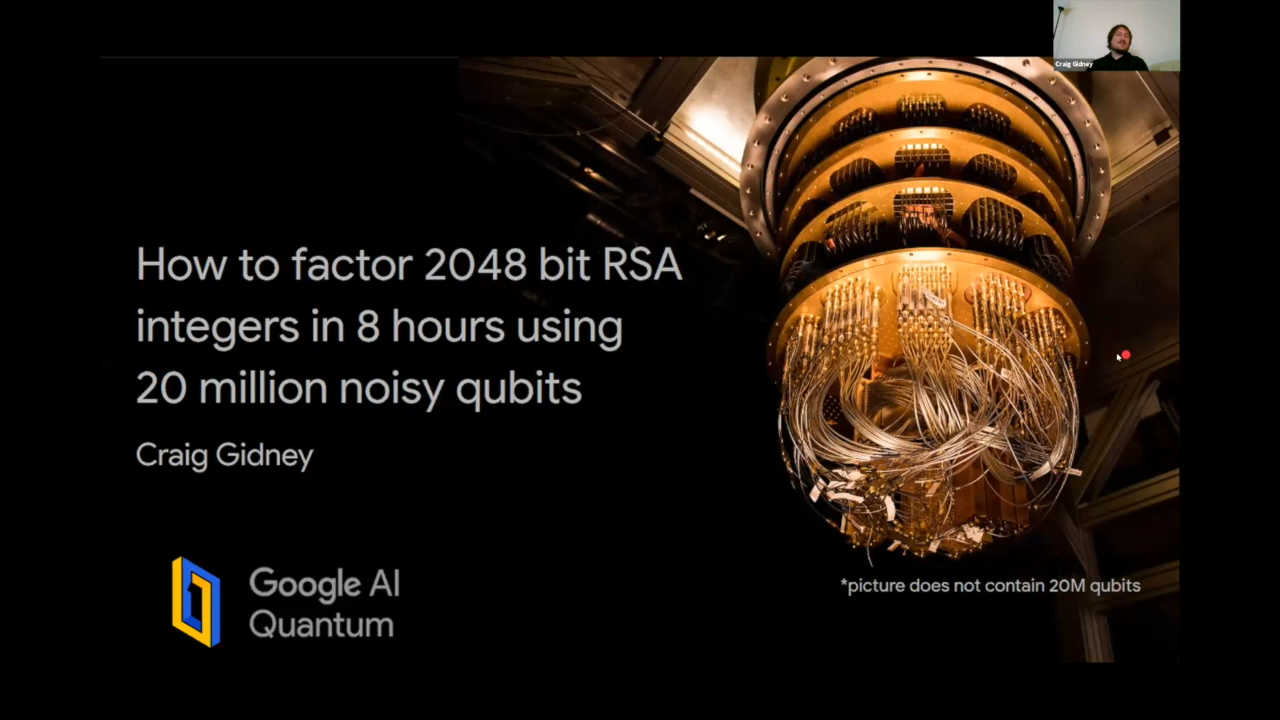 Craig Gidney
How to factor 2048 bit RSA
integers in 8 hours using
20 million noisy qubits
Craig Gidney
Google AI
Quantum
*picture does not contain 20M qubits